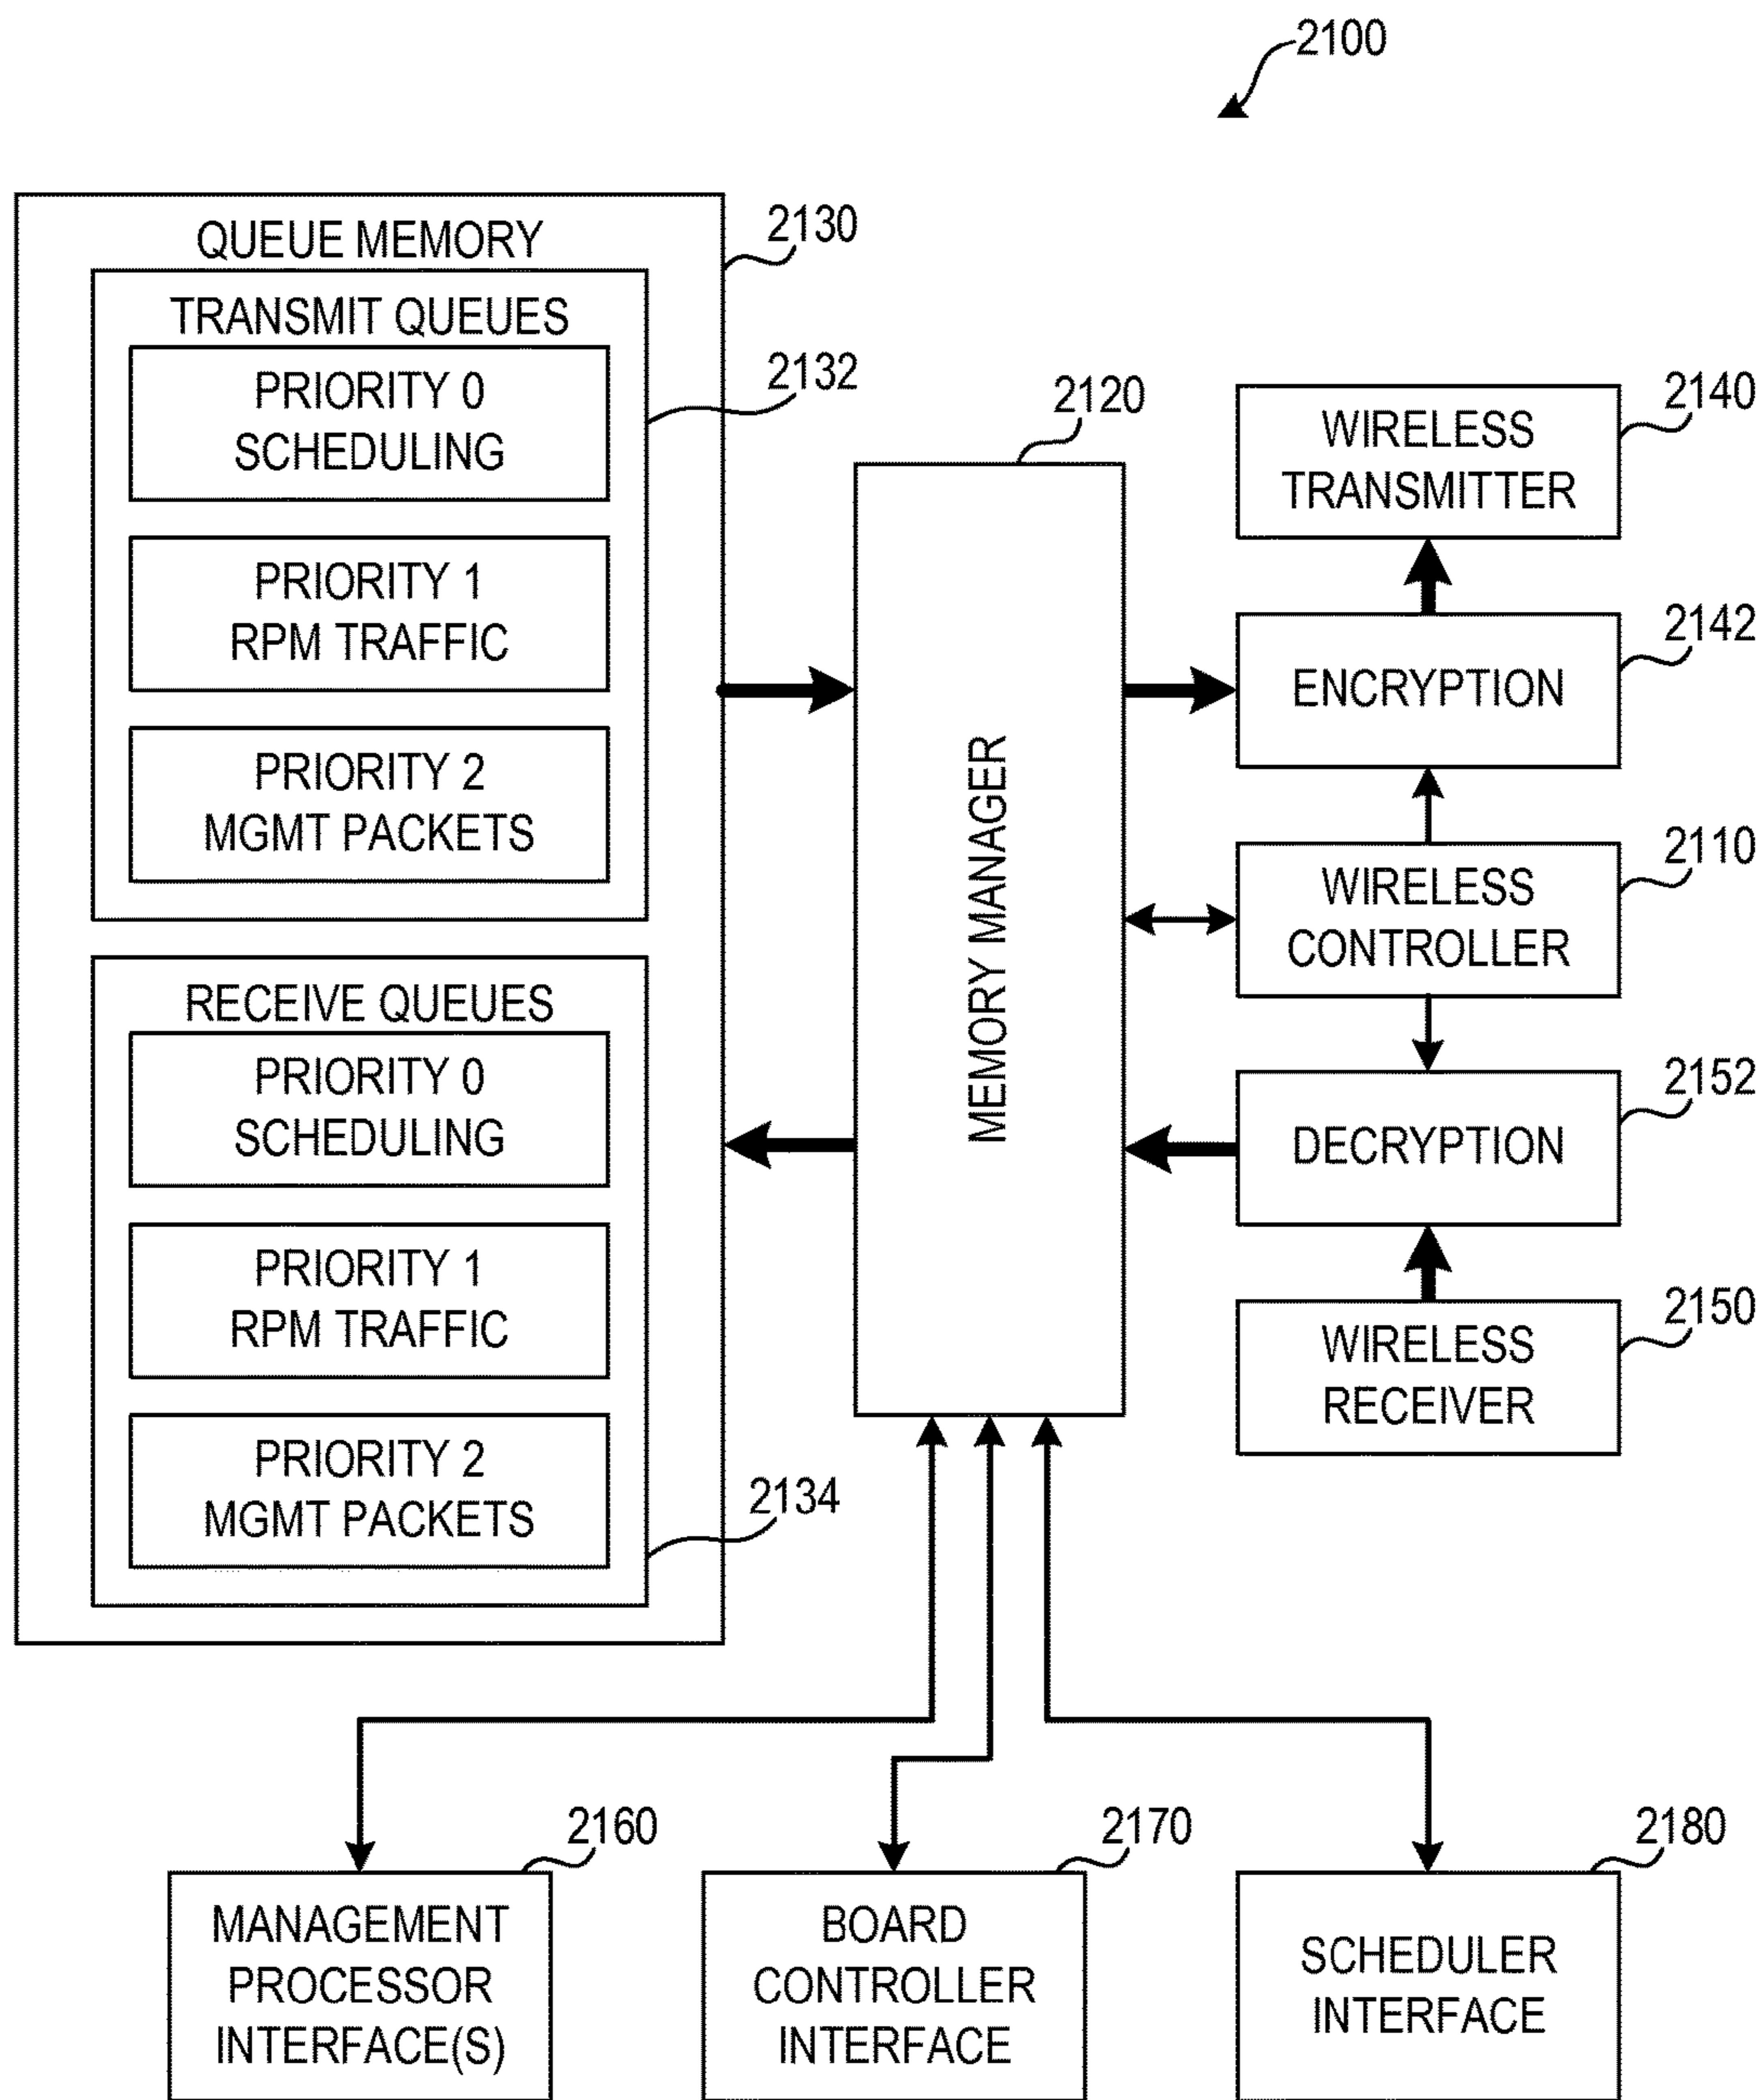 2100
QUEUE MEMORY
2130
TRANSMIT QUEUES
PRIORITY 0
SCHEDULING
2132
PRIORITY 1
RPM TRAFFIC
PRIORITY 2
MGMT PACKETS
RECEIVE QUEUES
PRIORITY 0
SCHEDULING
PRIORITY 1
RPM TRAFFIC
PRIORITY 2
MGMT PACKETS
2134
2120
MEMORY MANAGER
2140
WIRELESS
TRANSMITTER
2142
ENCRYPTION
2110
WIRELESS
CONTROLLER
2152
DECRYPTION
2150
WIRELESS
RECEIVER
2160
MANAGEMENT
PROCESSOR
INTERFACE(S)
2170
BOARD
CONTROLLER
INTERFACE
2180
SCHEDULER
INTERFACE